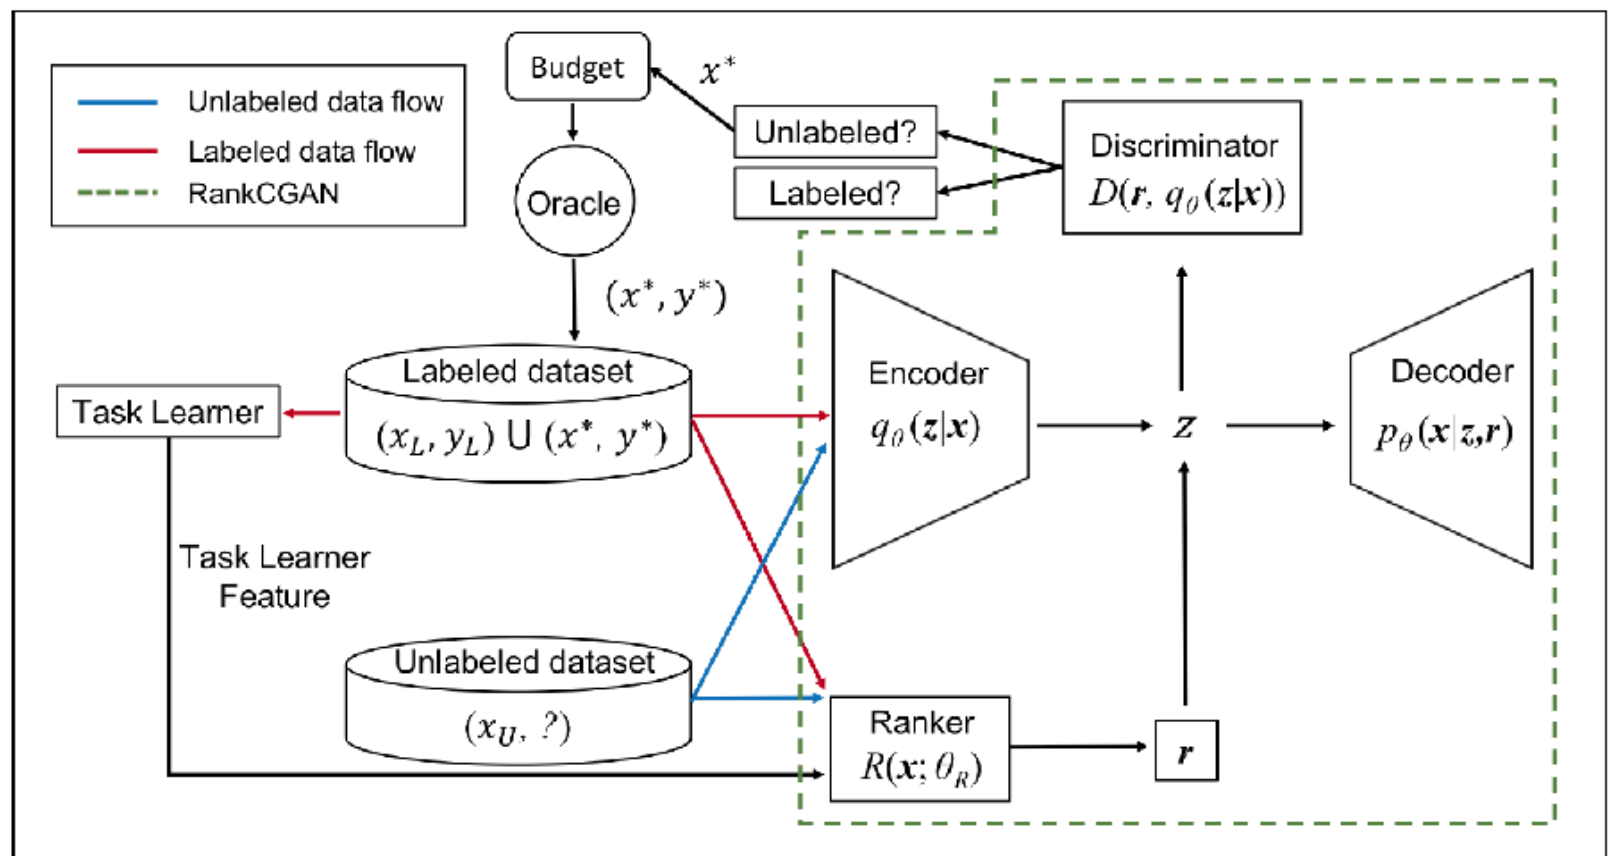 Unlabeled data flow
Labeled data flow
RankCGAN
Budget
x*
Oracle
(x*, y*)
Unlabeled?
Labeled?
Discriminator
D(r, qθ(z|x))
Labeled dataset
(xL, yL) ∪ (x*, y*)
Task Learner
Encoder
qθ(z|x)
z
Decoder
pθ(x|z,r)
Task Learner
Feature
Unlabeled dataset
(xU, ?)
Ranker
R(x; θR)
r